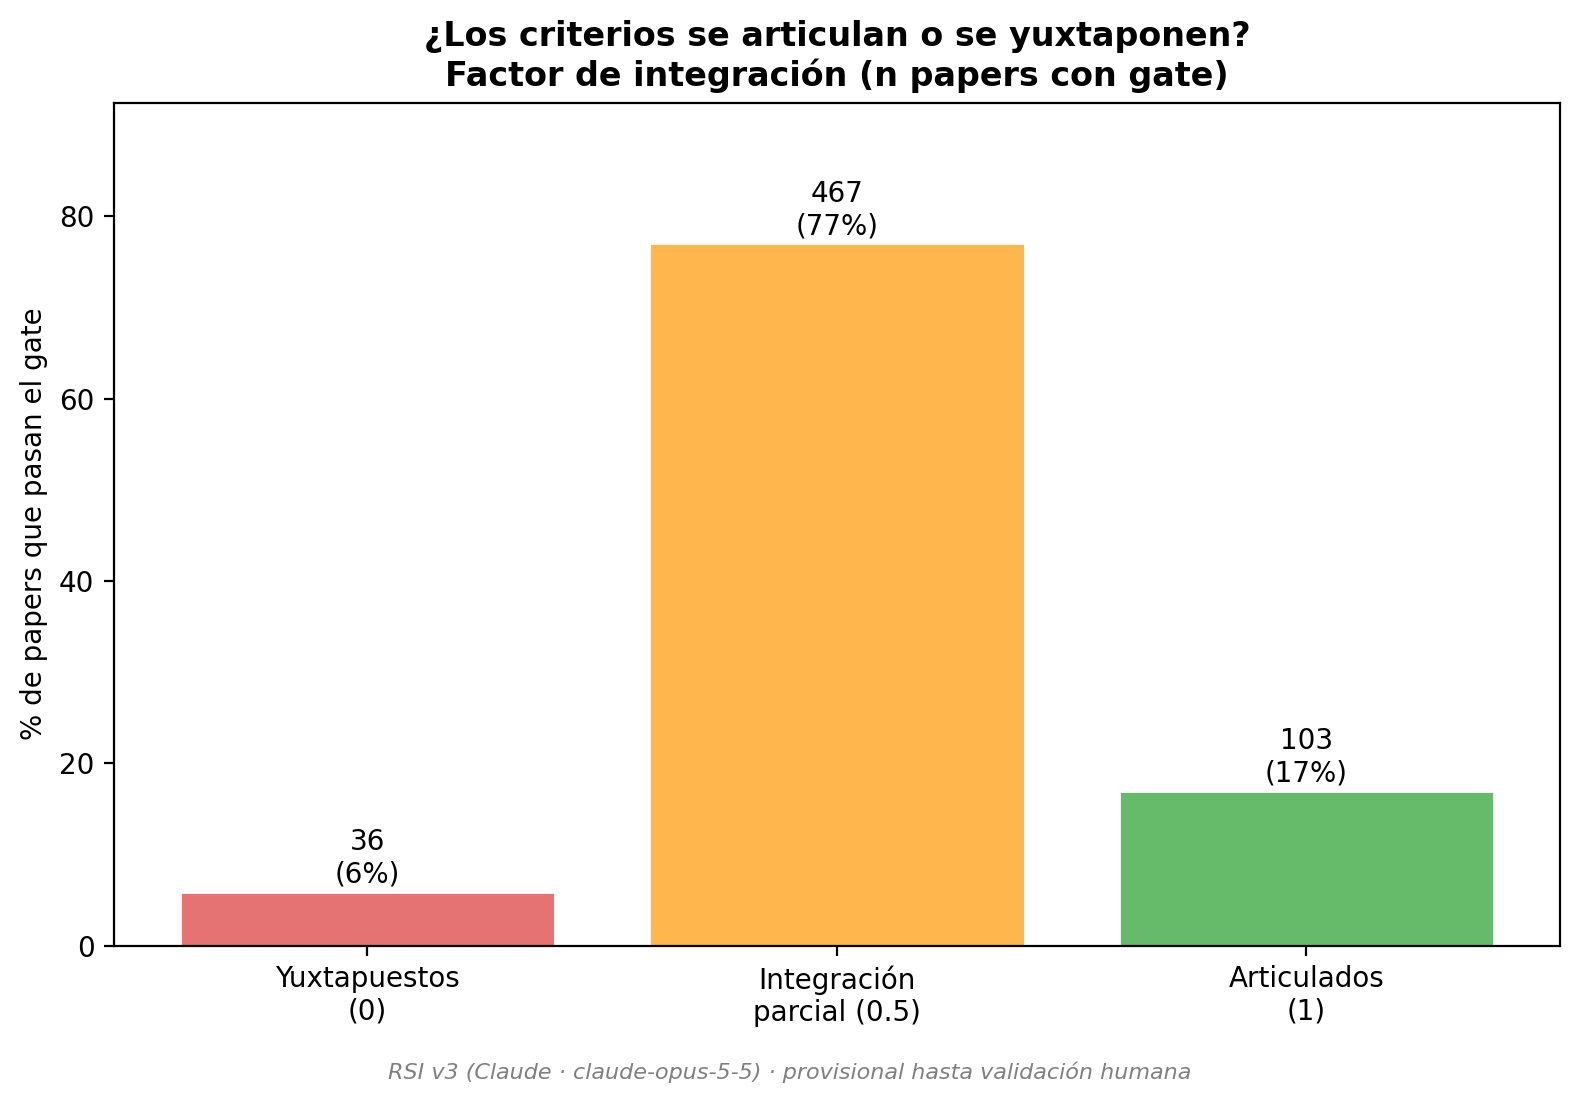 ¿Los criterios se articulan o se yuxtaponen?
Factor de integración (n papers con gate)
% de papers que pasan el gate
80
60
40
20
0
467
(77%)
103
(17%)
36
(6%)
Yuxtapuestos
(0)
Integración
parcial (0.5)
Articulados
(1)
RSI v3 (Claude · claude-opus-5-5) · provisional hasta validación humana